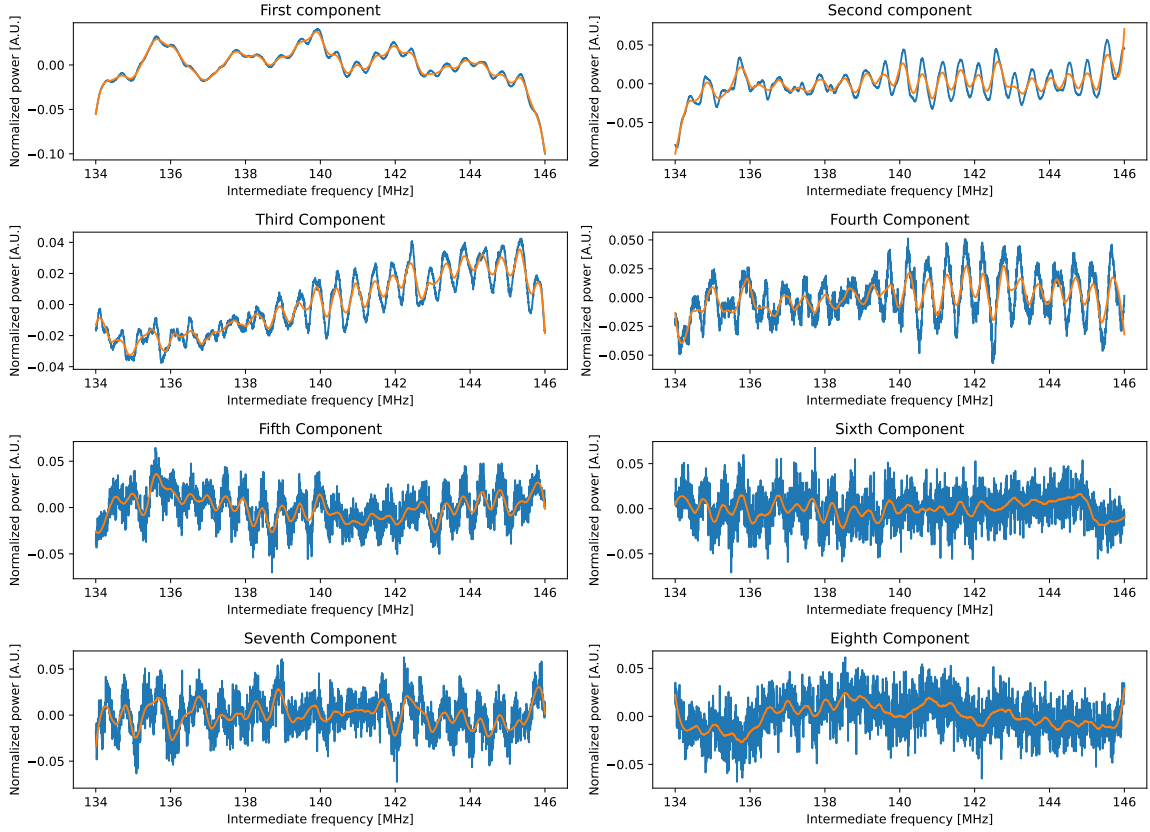 First component
Normalized power [A.U.]
0.00
−0.05
−0.10
134 136 138 140 142 144 146
Intermediate frequency [MHz]
Second component
Normalized power [A.U.]
0.05
0.00
−0.05
134 136 138 140 142 144 146
Intermediate frequency [MHz]
Third Component
Normalized power [A.U.]
0.04
0.02
0.00
−0.02
−0.04
134 136 138 140 142 144 146
Intermediate frequency [MHz]
Fourth Component
Normalized power [A.U.]
0.050
0.025
0.000
−0.025
−0.050
134 136 138 140 142 144 146
Intermediate frequency [MHz]
Fifth Component
Normalized power [A.U.]
0.05
0.00
−0.05
134 136 138 140 142 144 146
Intermediate frequency [MHz]
Sixth Component
Normalized power [A.U.]
0.05
0.00
−0.05
134 136 138 140 142 144 146
Intermediate frequency [MHz]
Seventh Component
Normalized power [A.U.]
0.05
0.00
−0.05
134 136 138 140 142 144 146
Intermediate frequency [MHz]
Eighth Component
Normalized power [A.U.]
0.05
0.00
−0.05
134 136 138 140 142 144 146
Intermediate frequency [MHz]